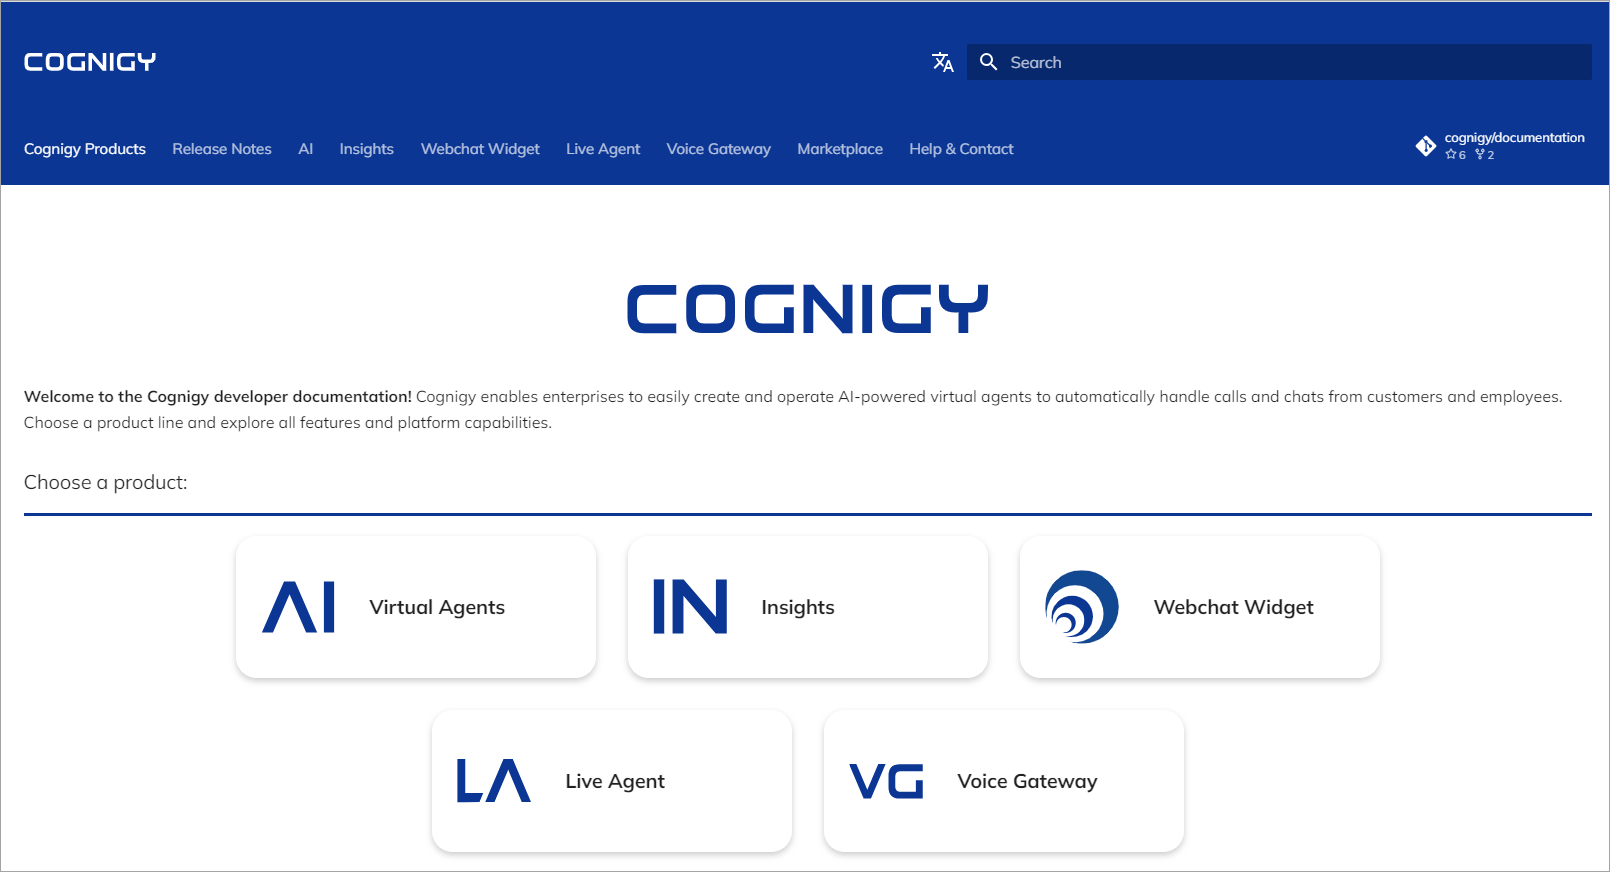 COGNIGY
Search
Cognigy Products Release Notes AI Insights Webchat Widget Live Agent Voice Gateway Marketplace Help & Contact
cognigy/documentation
6 2
COGNIGY
Welcome to the Cognigy developer documentation! Cognigy enables enterprises to easily create and operate AI-powered virtual agents to automatically handle calls and chats from customers and employees.
Choose a product line and explore all features and platform capabilities.
Choose a product:
AI Virtual Agents
IN Insights
Webchat Widget
LA Live Agent
VG Voice Gateway